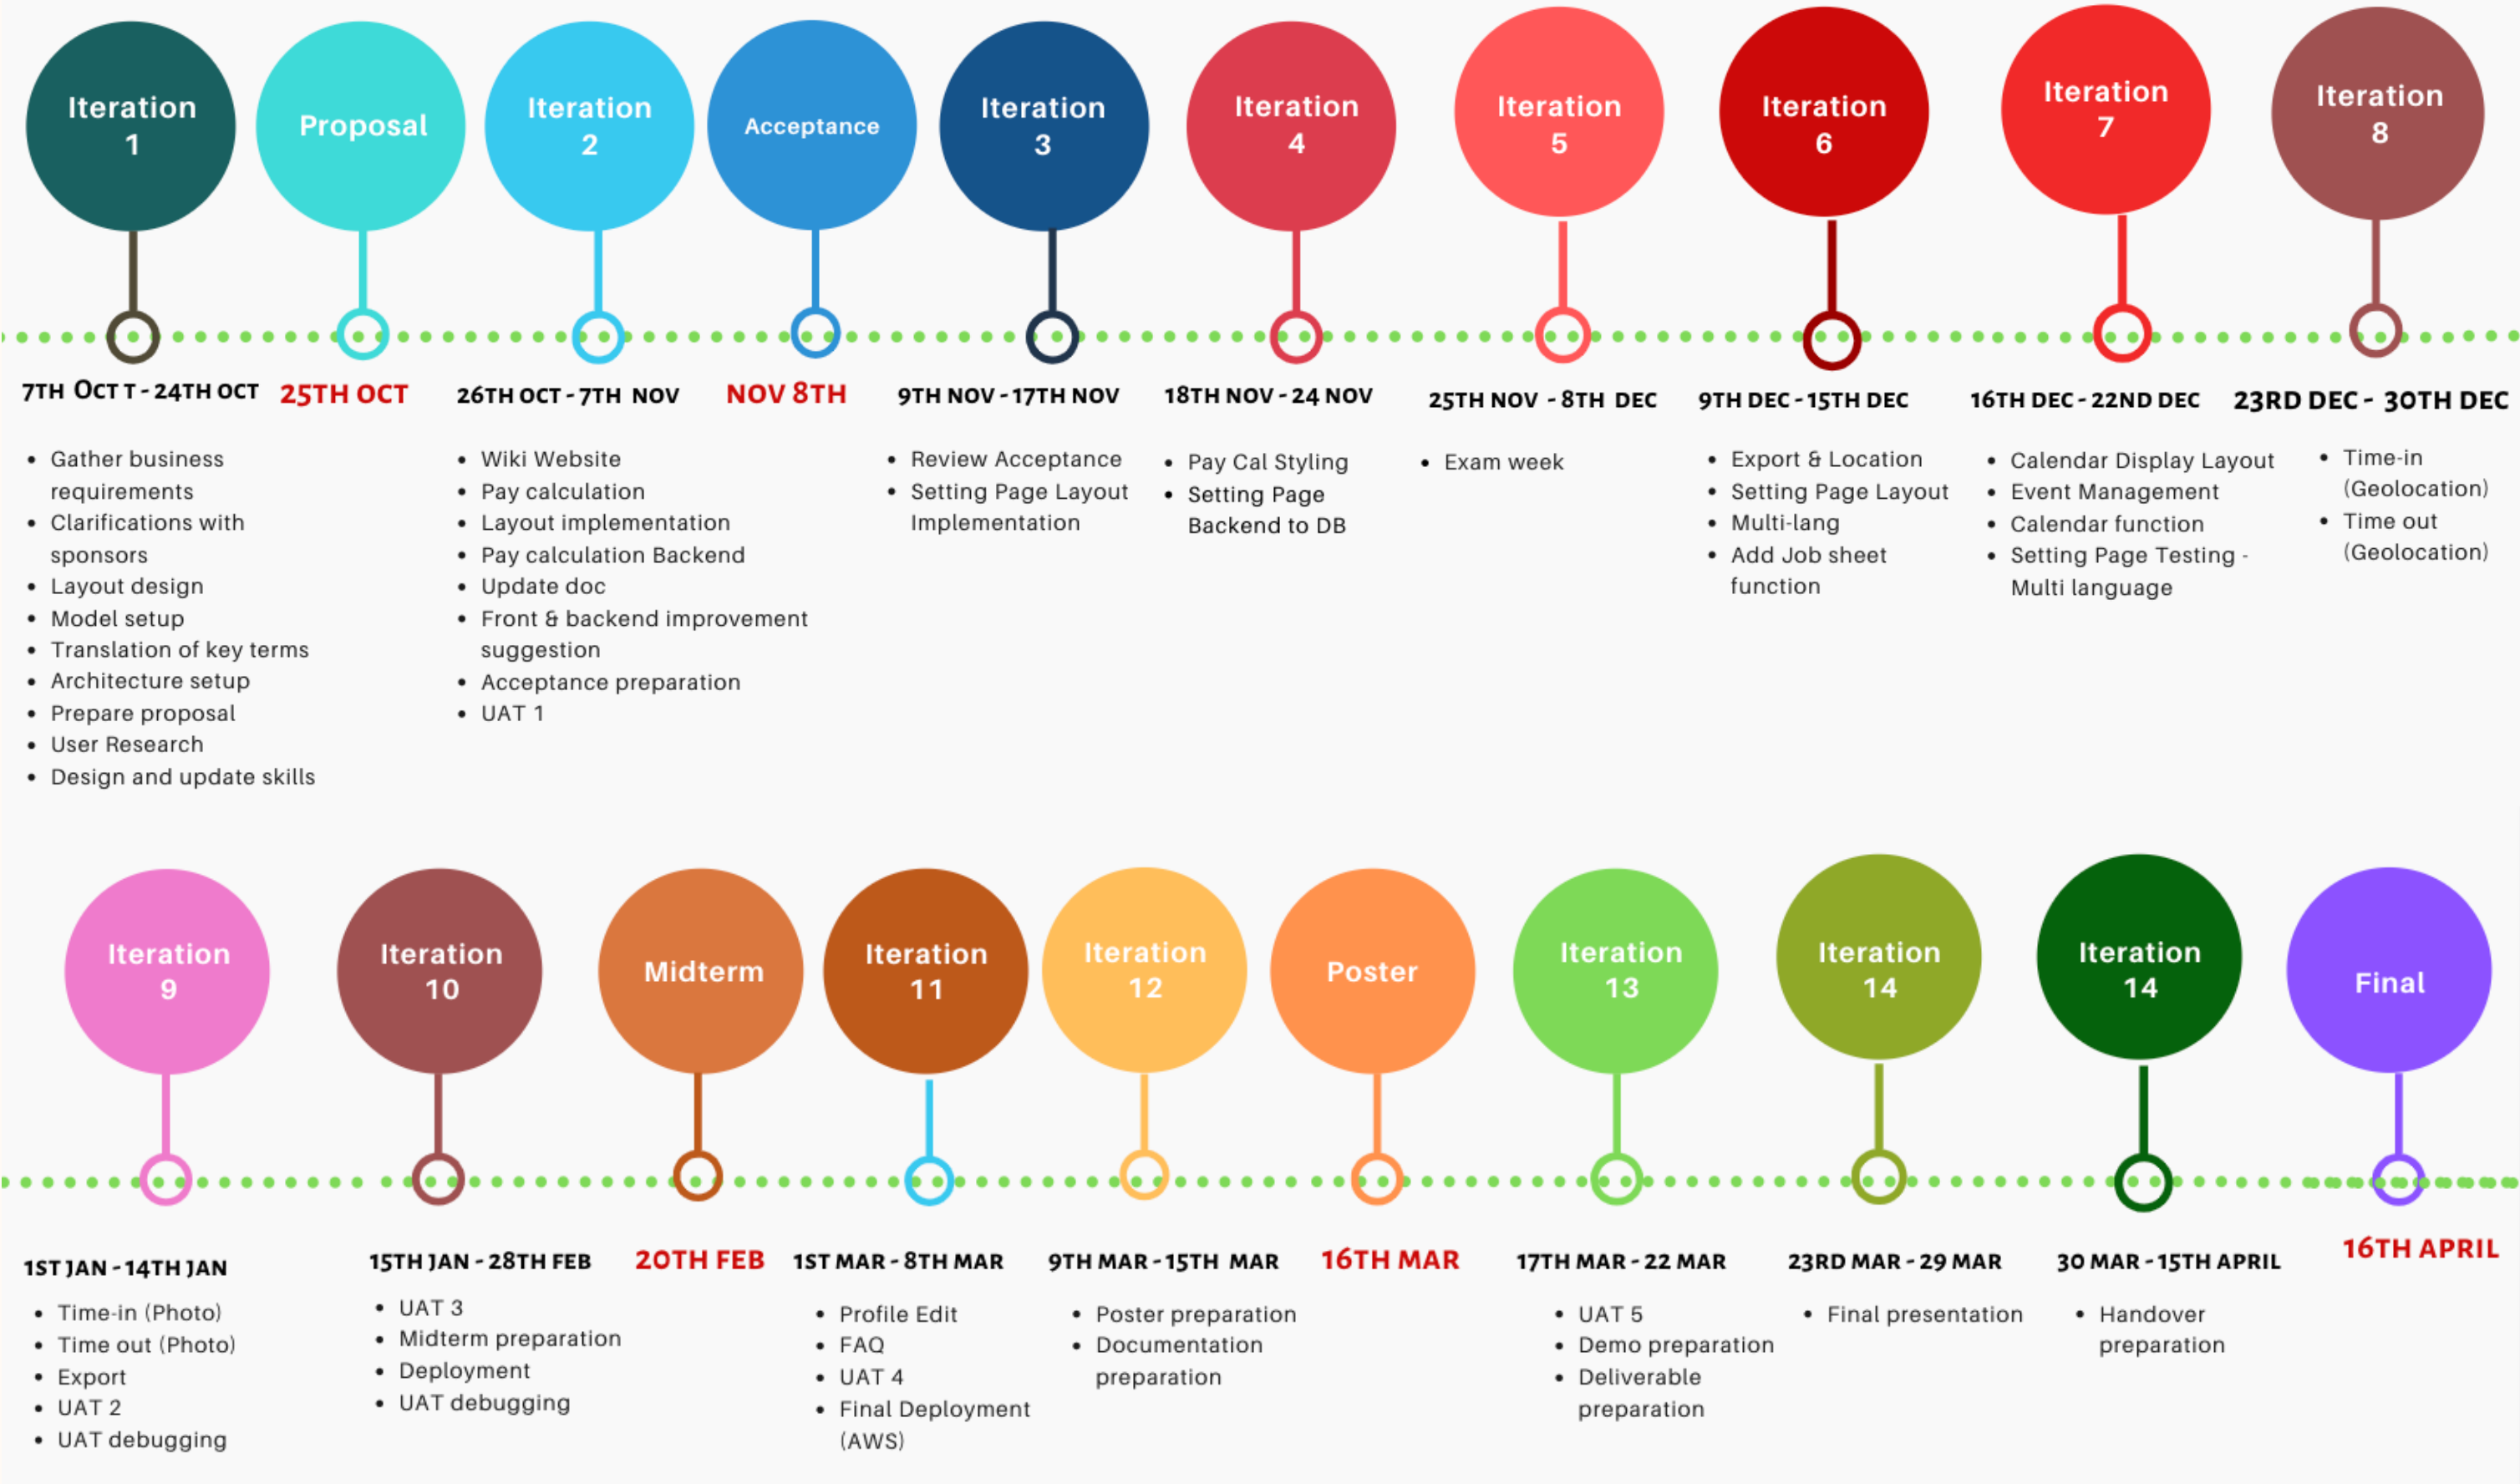 Iteration
1
Proposal
Iteration
2
Acceptance
Iteration
3
Iteration
4
Iteration
5
Iteration
6
Iteration
7
Iteration
8
7TH OCT T - 24TH OCT
25TH OCT
26TH OCT - 7TH NOV
NOV 8TH
9TH NOV - 17TH NOV
18TH NOV - 24 NOV
25TH NOV - 8TH DEC
9TH DEC - 15TH DEC
16TH DEC - 22ND DEC
23RD DEC - 30TH DEC
• Gather business
requirements
• Clarifications with
sponsors
• Layout design
• Model setup
• Translation of key terms
• Architecture setup
• Prepare proposal
• User Research
• Design and update skills
• Wiki Website
• Pay calculation
• Layout implementation
• Pay calculation Backend
• Update doc
• Front & backend improvement
suggestion
• Acceptance preparation
• UAT 1
• Review Acceptance
• Setting Page Layout
Implementation
• Pay Cal Styling
• Setting Page
Backend to DB
• Exam week
• Export & Location
• Setting Page Layout
• Multi-lang
• Add Job sheet
function
• Calendar Display Layout
• Event Management
• Calendar function
• Setting Page Testing -
Multi language
• Time-in
(Geolocation)
• Time out
(Geolocation)
Iteration
9
Iteration
10
Midterm
Iteration
11
Iteration
12
Poster
Iteration
13
Iteration
14
Iteration
14
Final
1ST JAN - 14TH JAN
15TH JAN - 28TH FEB
20TH FEB
1ST MAR - 8TH MAR
9TH MAR - 15TH MAR
16TH MAR
17TH MAR - 22 MAR
23RD MAR - 29 MAR
30 MAR - 15TH APRIL
16TH APRIL
• Time-in (Photo)
• Time out (Photo)
• Export
• UAT 2
• UAT debugging
• UAT 3
• Midterm preparation
• Deployment
• UAT debugging
• Profile Edit
• FAQ
• UAT 4
• Final Deployment
(AWS)
• Poster preparation
• Documentation
preparation
• UAT 5
• Demo preparation
• Deliverable
preparation
• Final presentation
• Handover
preparation